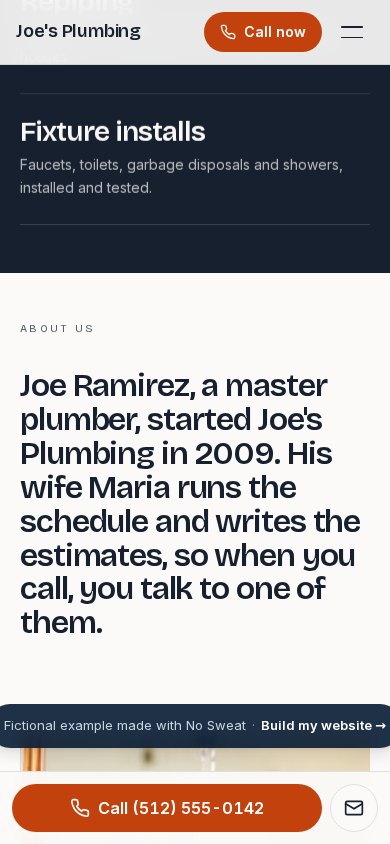 Joe's Plumbing
Call now
Fixture installs
Faucets, toilets, garbage disposals and showers,
installed and tested.
ABOUT US
Joe Ramirez, a master
plumber, started Joe's
Plumbing in 2009. His
wife Maria runs the
schedule and writes the
estimates, so when you
call, you talk to one of
them.
Fictional example made with No Sweat · Build my website →
Call (512) 555-0142